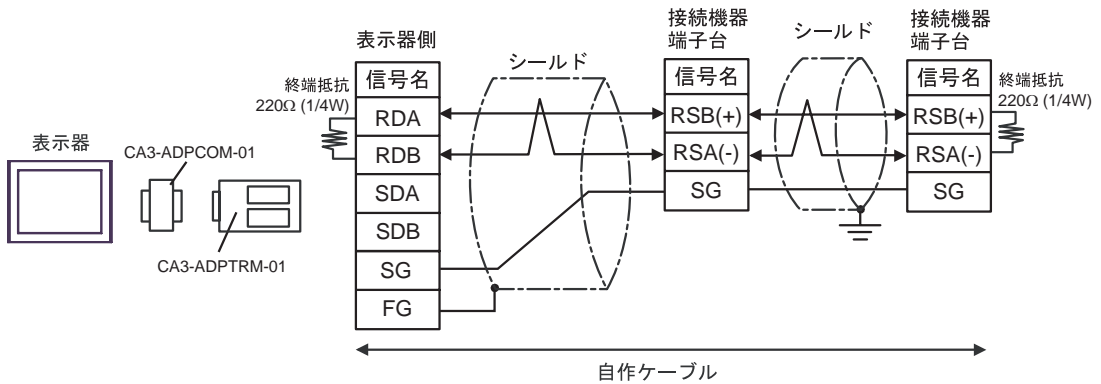 表示器
CA3-ADPCOM-01
CA3-ADPTRM-01
終端抵抗
220Ω (1/4W)
表示器側
信号名
RDA
RDB
SDA
SDB
SG
FG
シールド
接続機器
端子台
信号名
RSB(+)
RSA(-)
SG
シールド
接続機器
端子台
信号名
RSB(+)
RSA(-)
SG
終端抵抗
220Ω (1/4W)
自作ケーブル